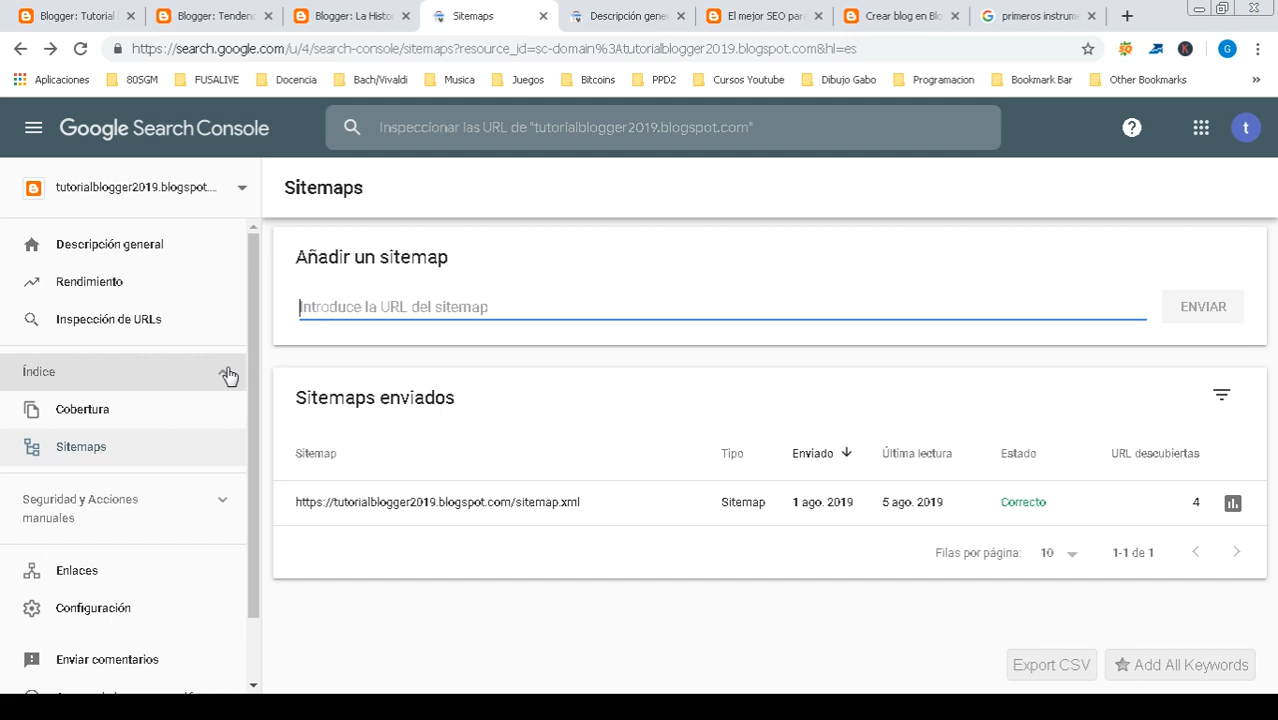 Blogger: Tutorial
Blogger: Tendenc
Blogger: La Histor
Sitemaps
Descripción gene
El mejor SEO para
Crear blog en Blo
primeros instrume
https://search.google.com/u/4/search-console/sitemaps?resource_id=sc-domain%3Atutorialblogger2019.blogspot.com&hl=es
G
Aplicaciones
80SGM
FUSALIVE
Docencia
Bach/Vivaldi
Musica
Juegos
Bitcoins
PPD2
Cursos Youtube
Dibujo Gabo
Programacion
Bookmark Bar
Other Bookmarks
»
Google Search Console
Inspeccionar las URL de "tutorialblogger2019.blogspot.com"
t
tutorialblogger2019.blogspot...
Sitemaps
Descripción general
Rendimiento
Inspección de URLs
Índice
Cobertura
Sitemaps
Seguridad y Acciones
manuales
Enlaces
Configuración
Enviar comentarios
Añadir un sitemap
Introduce la URL del sitemap
ENVIAR
Sitemaps enviados
Sitemap Tipo Enviado Última lectura Estado URL descubiertas
https://tutorialblogger2019.blogspot.com/sitemap.xml Sitemap 1 ago. 2019 5 ago. 2019 Correcto 4
Filas por página: 10 1-1 de 1
Export CSV
Add All Keywords